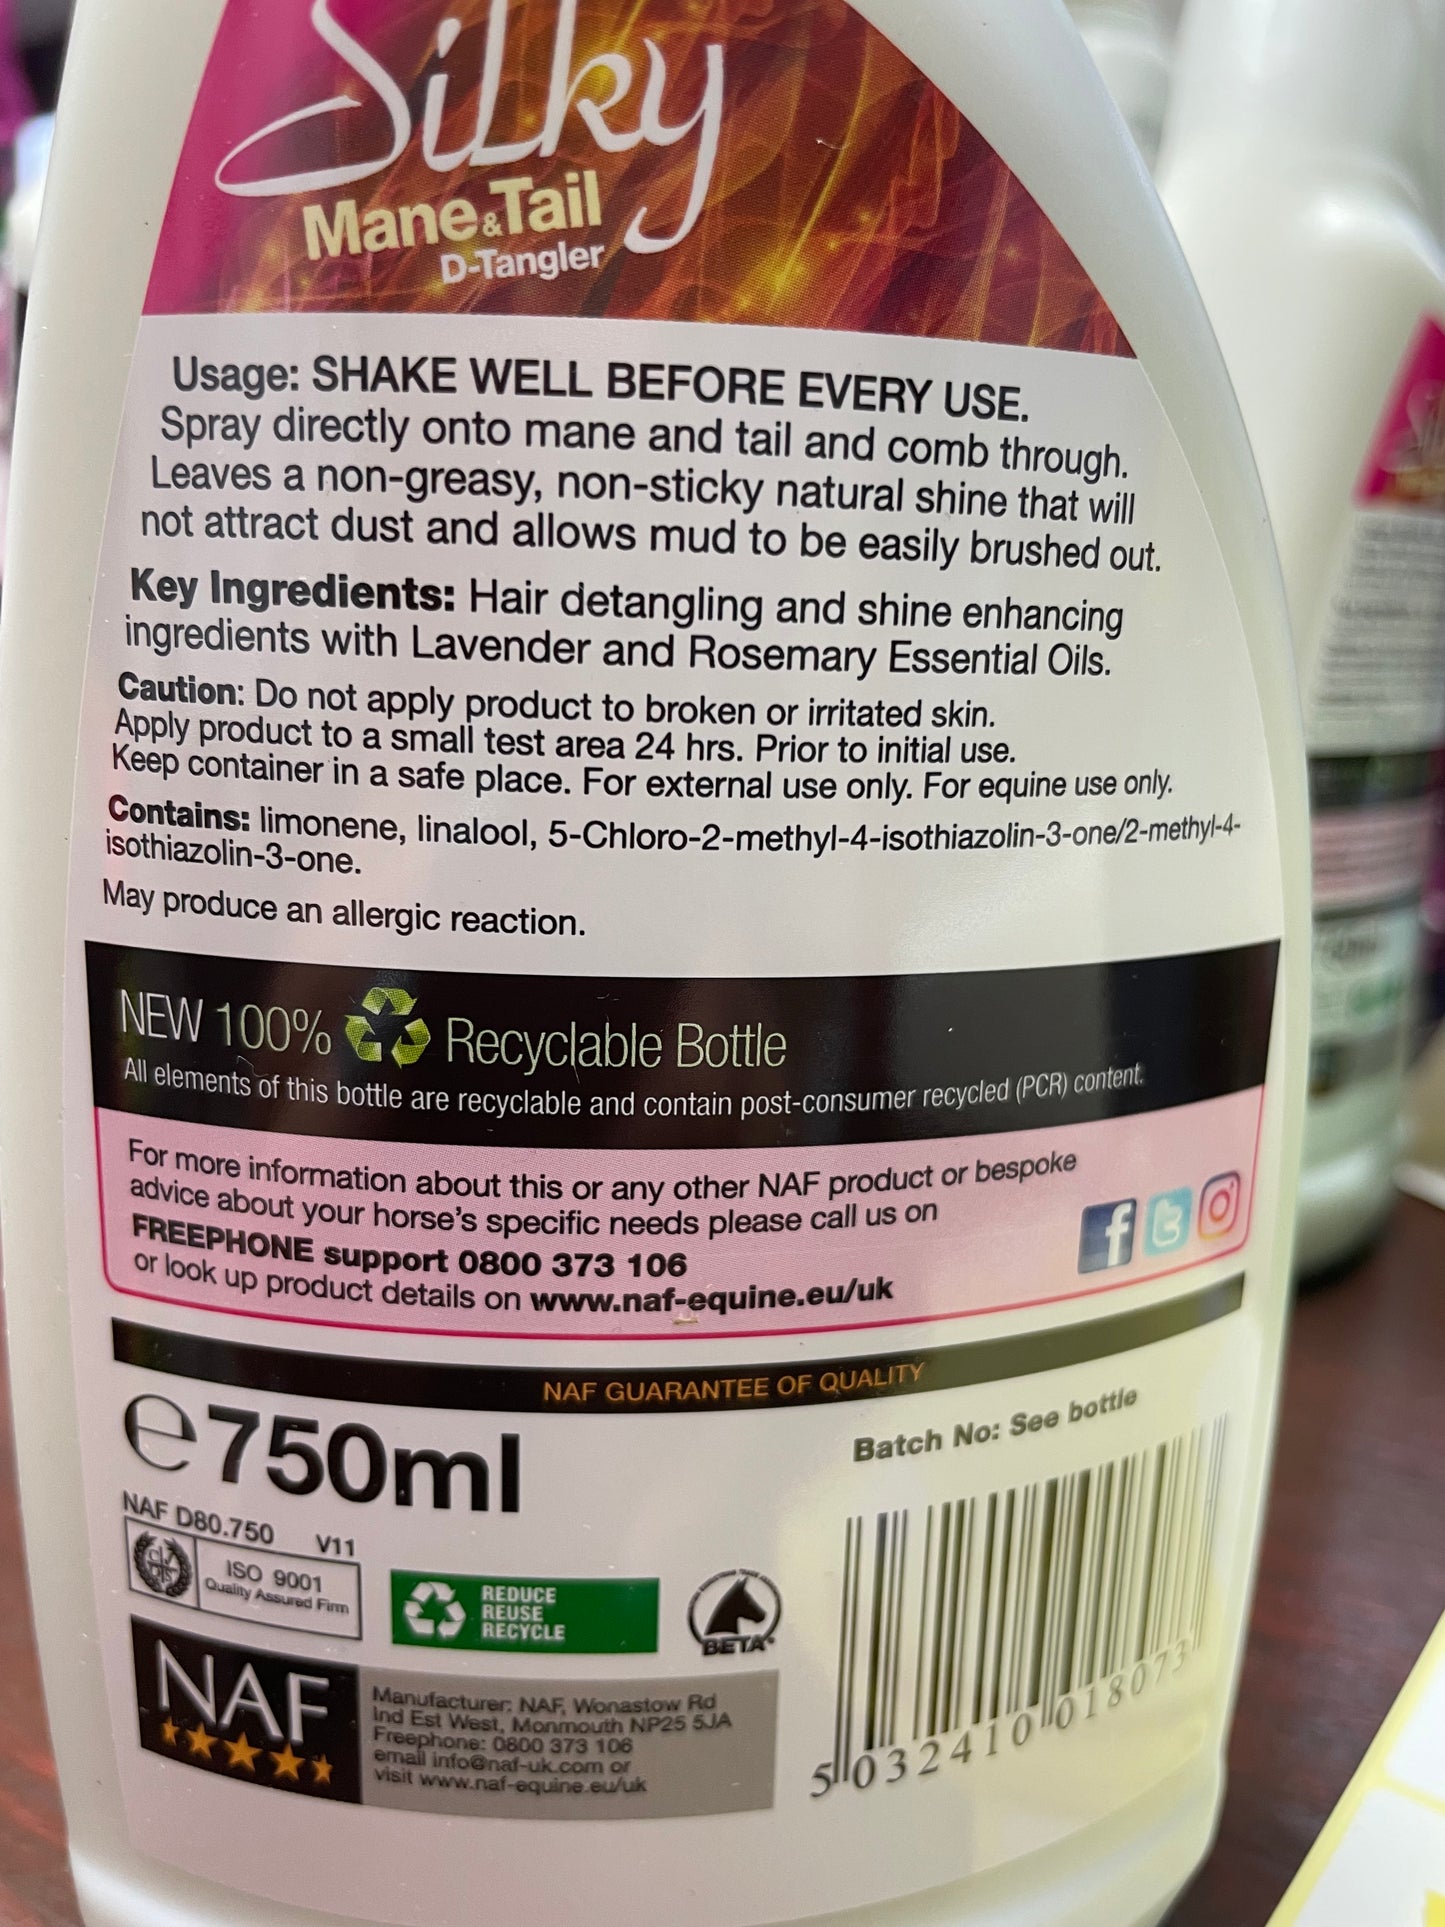 Silky
Mane & Tail
D-Tangler
Usage: SHAKE WELL BEFORE EVERY USE.
Spray directly onto mane and tail and comb through.
Leaves a non-greasy, non-sticky natural shine that will
not attract dust and allows mud to be easily brushed out.
Key Ingredients: Hair detangling and shine enhancing
ingredients with Lavender and Rosemary Essential Oils.
Caution: Do not apply product to broken or irritated skin.
Apply product to a small test area 24 hrs. Prior to initial use.
Keep container in a safe place. For external use only. For equine use only.
Contains: limonene, linalool, 5-Chloro-2-methyl-4-isothiazolin-3-one/2-methyl-4-
isothiazolin-3-one.
May produce an allergic reaction.
NEW 100% Recyclable Bottle
All elements of this bottle are recyclable and contain post-consumer recycled (PCR) content.
For more information about this or any other NAF product or bespoke
advice about your horse's specific needs please call us on
FREEPHONE support 0800 373 106
or look up product details on www.naf-equine.eu/uk
NAF GUARANTEE OF QUALITY
℮750ml
Batch No: See bottle
NAF D80.750 V11
ISO 9001
Quality Assured Firm
REDUCE
REUSE
RECYCLE
BETA
NAF
Manufacturer: NAF, Wonastow Rd
Ind Est West, Monmouth NP25 5JA
Freephone: 0800 373 106
email info@naf-uk.com or
visit www.naf-equine.eu/uk
5 032410 018073